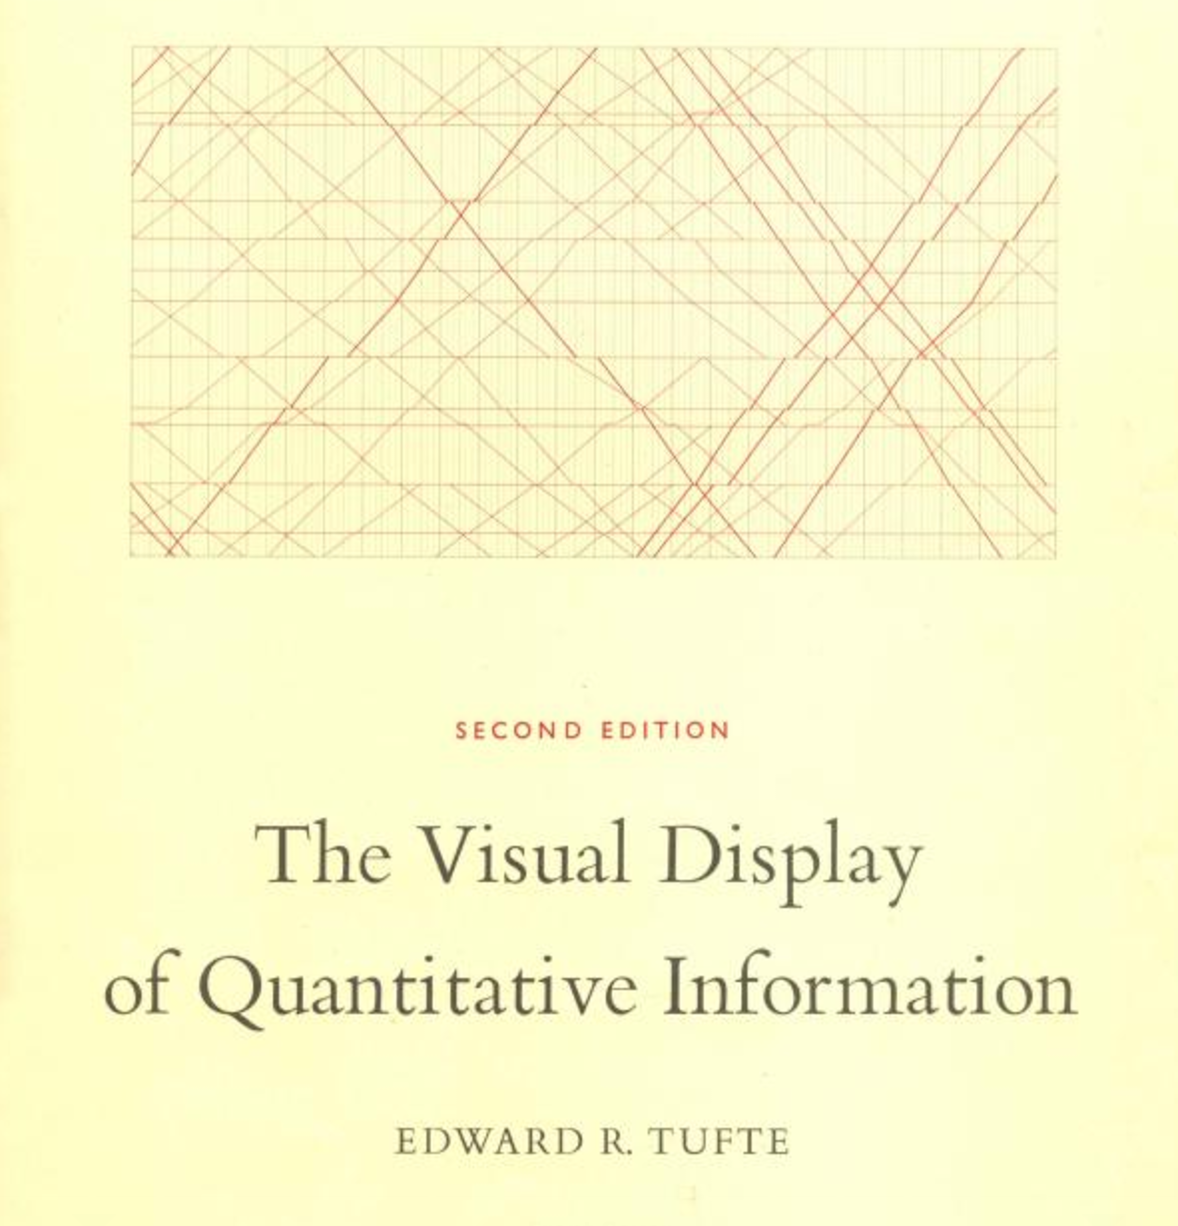 SECOND EDITION
The Visual Display
of Quantitative Information
EDWARD R. TUFTE